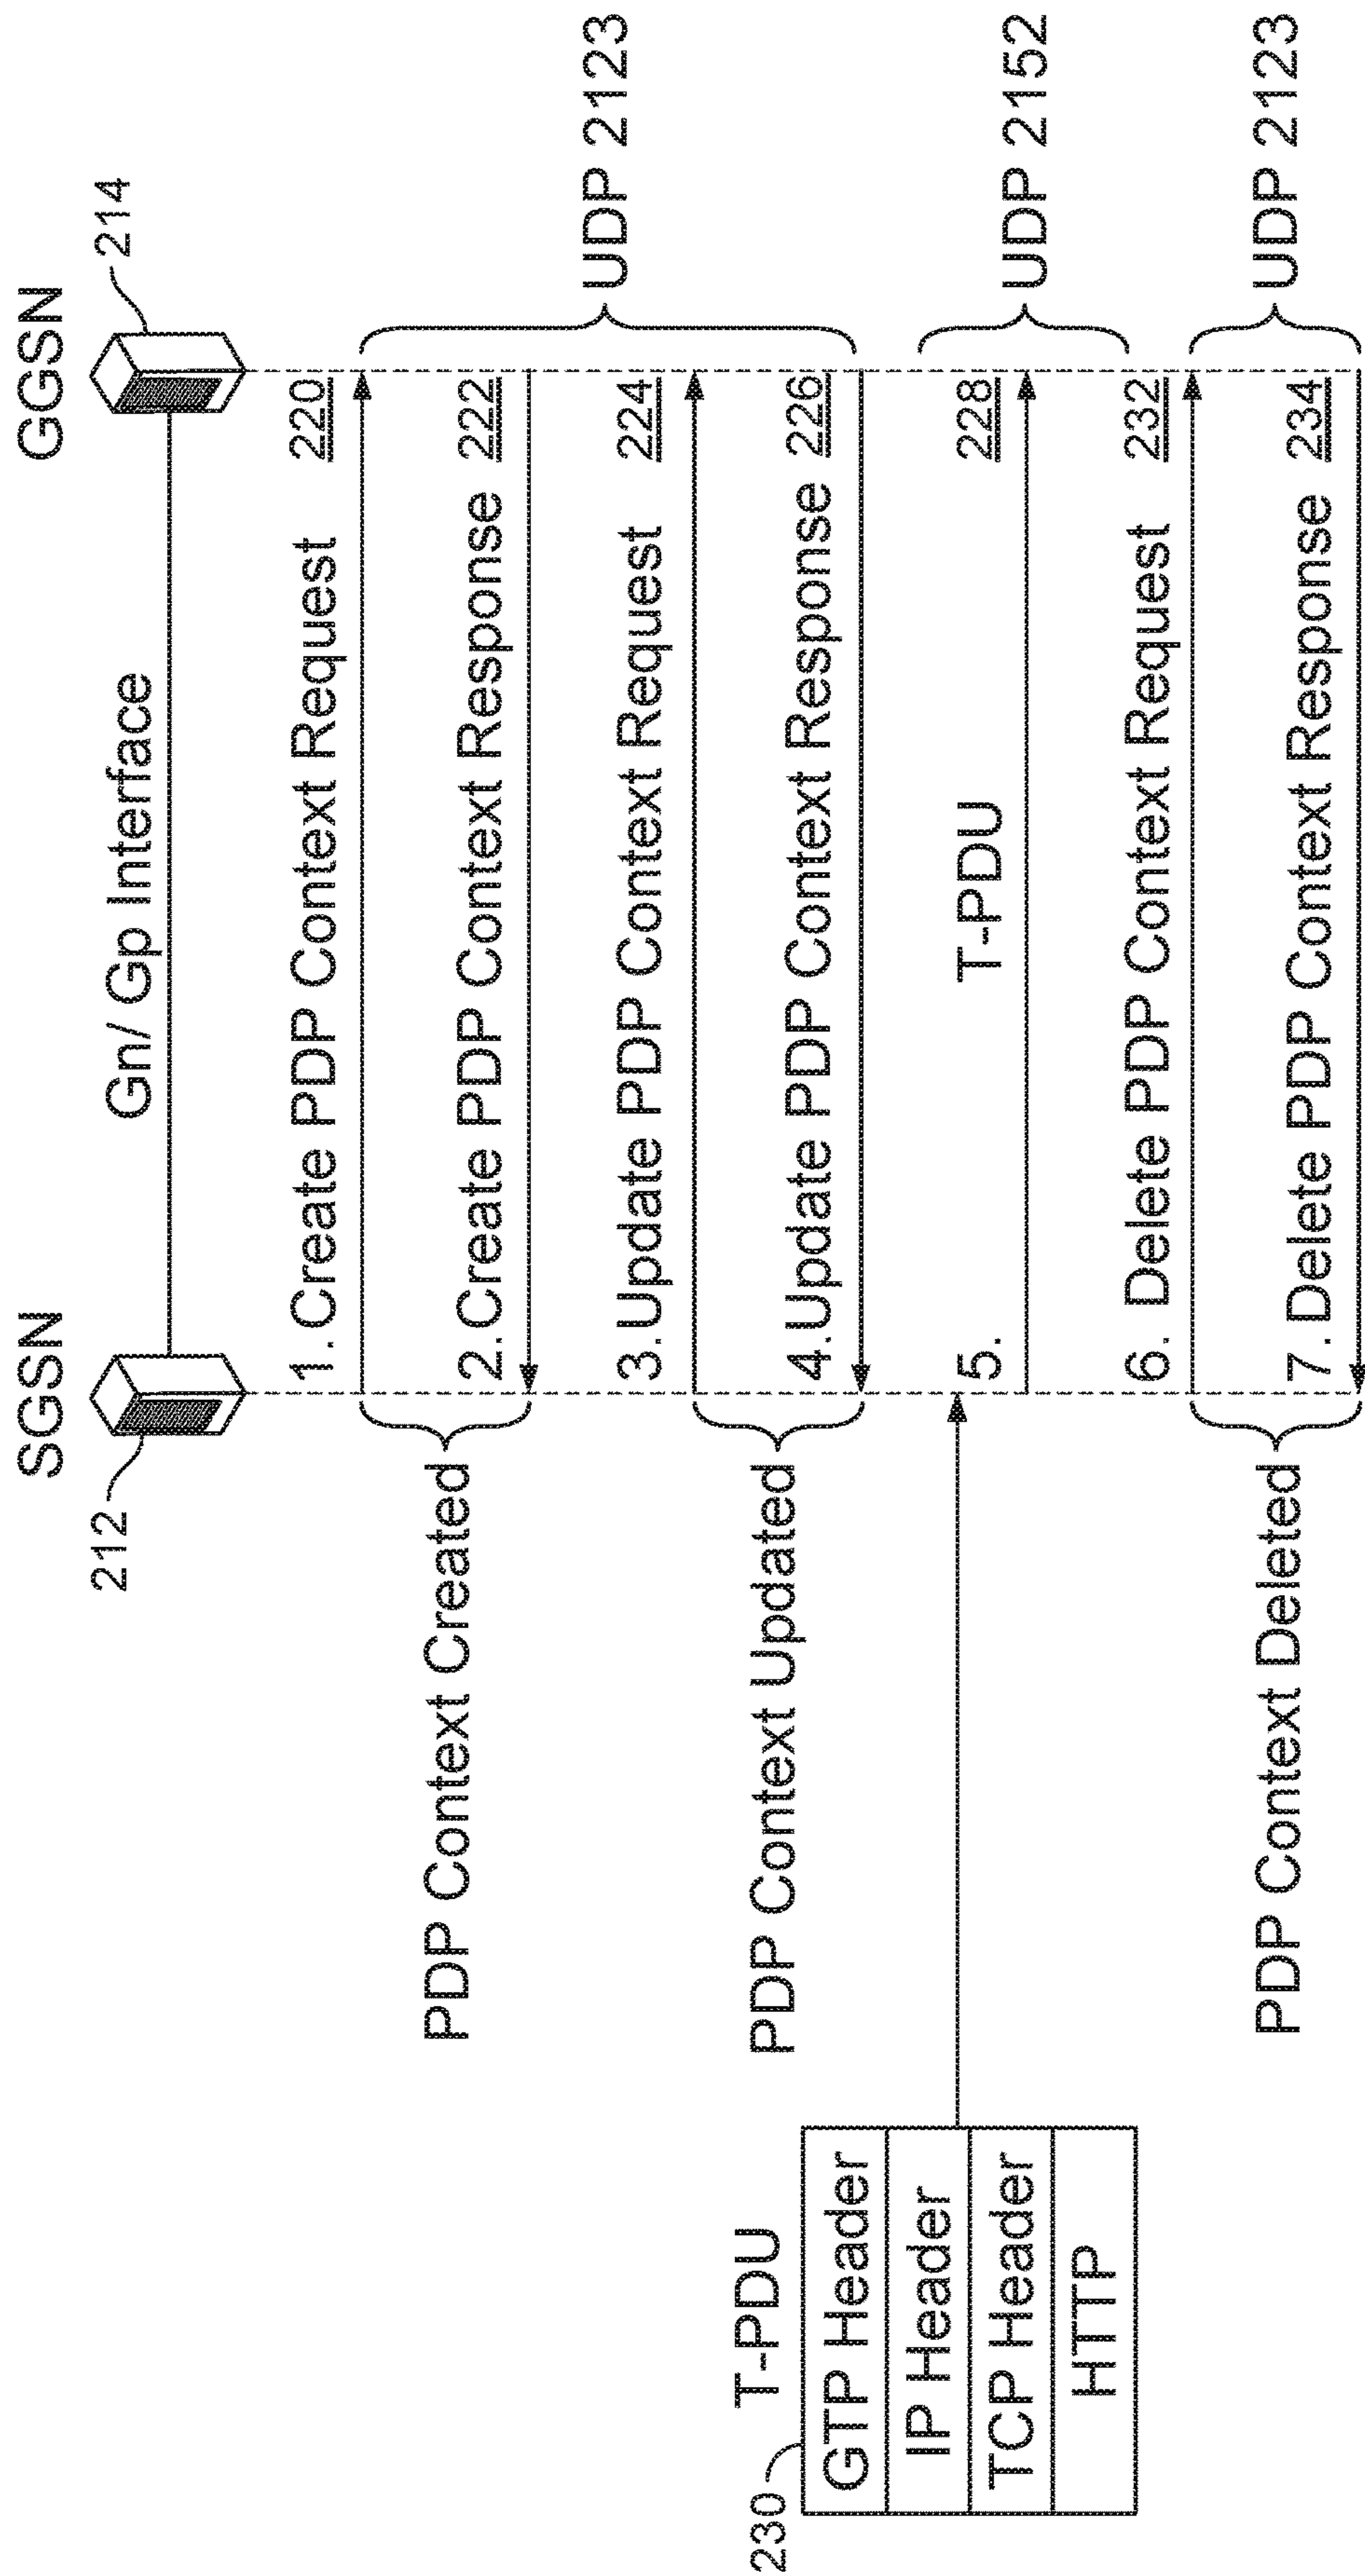 SGSN
GGSN
212
Gn/ Gp Interface
214
1. Create PDP Context Request 220
PDP Context Created
2. Create PDP Context Response 222
UDP 2123
3. Update PDP Context Request 224
PDP Context Updated
4. Update PDP Context Response 226
T-PDU
230
GTP Header
IP Header
TCP Header
HTTP
5. T-PDU 228
UDP 2152
6. Delete PDP Context Request 232
PDP Context Deleted
UDP 2123
7. Delete PDP Context Response 234